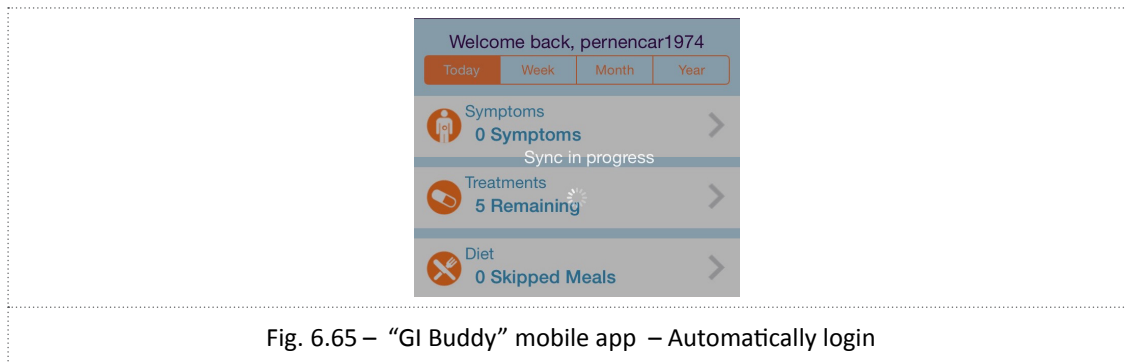 Welcome back, pernencar1974
Today Week Month Year
Symptoms
0 Symptoms
Sync in progress
Treatments
5 Remaining
Diet
0 Skipped Meals
Fig. 6.65 – "GI Buddy" mobile app – Automatically login